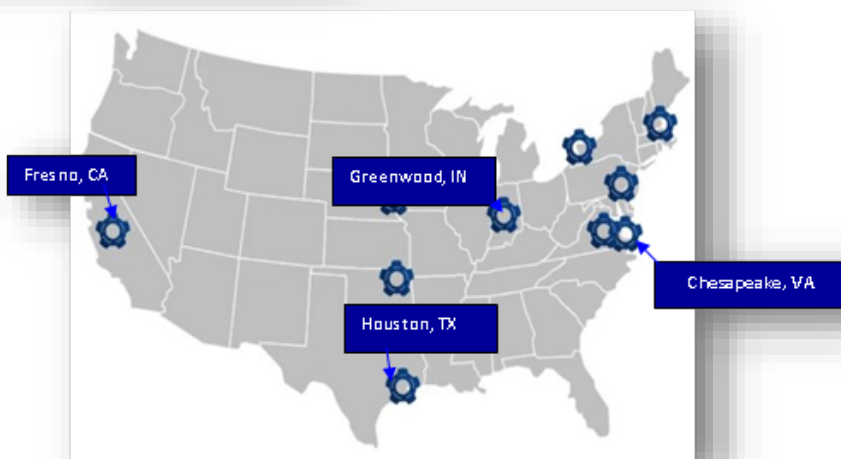 Fresno, CA
Greenwood, IN
Chesapeake, VA
Houston, TX